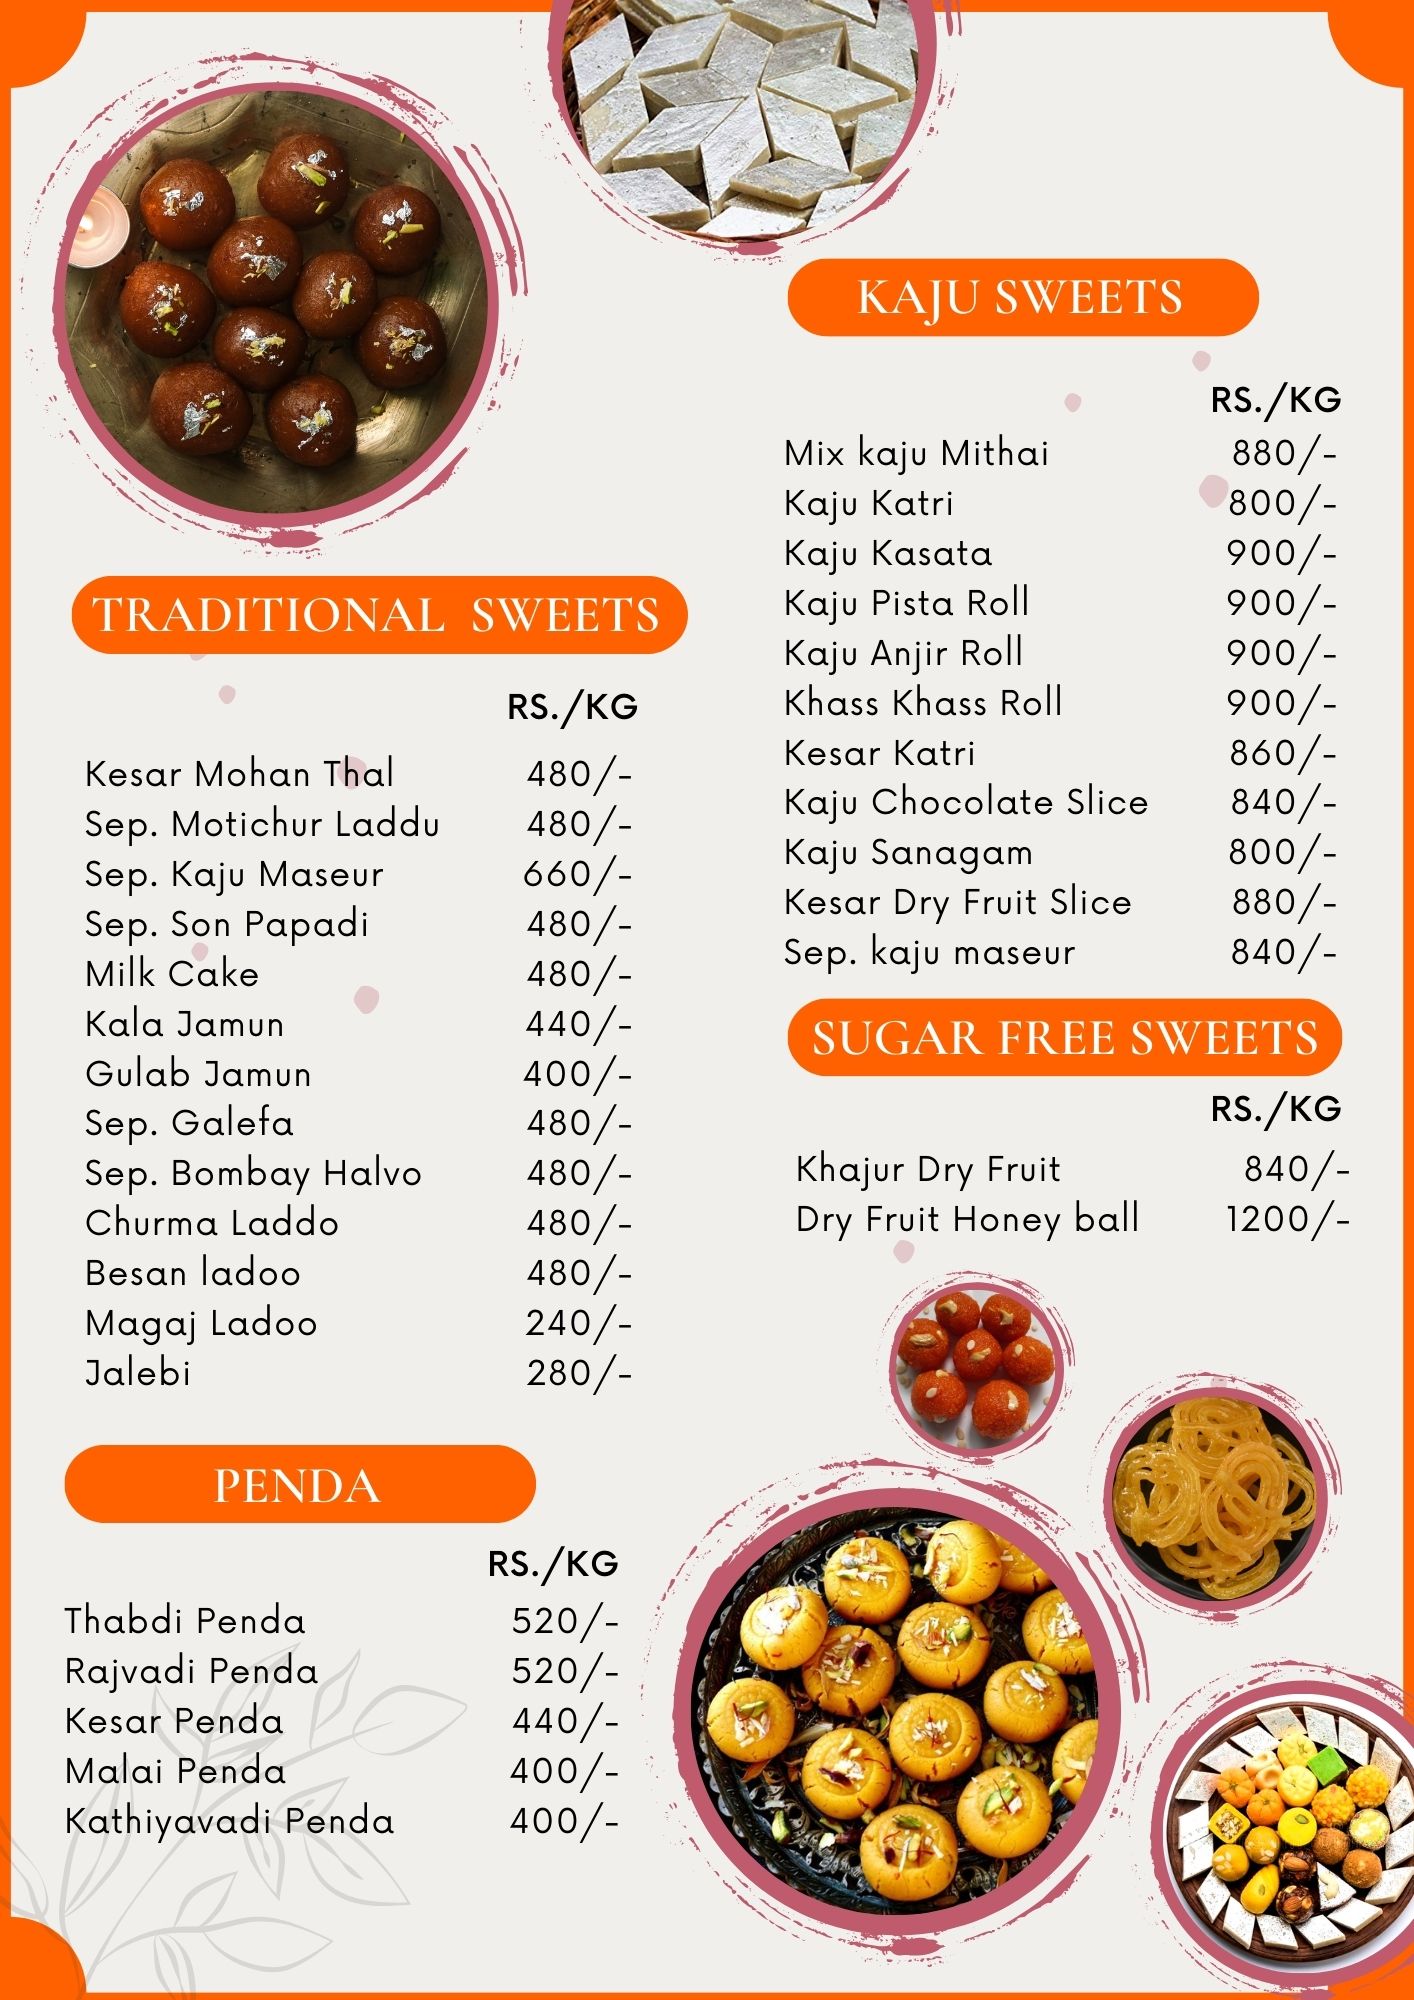 TRADITIONAL SWEETS
RS./KG
Kesar Mohan Thal 480/-
Sep. Motichur Laddu 480/-
Sep. Kaju Maseur 660/-
Sep. Son Papadi 480/-
Milk Cake 480/-
Kala Jamun 440/-
Gulab Jamun 400/-
Sep. Galefa 480/-
Sep. Bombay Halvo 480/-
Churma Laddo 480/-
Besan ladoo 480/-
Magaj Ladoo 240/-
Jalebi 280/-
PENDA
RS./KG
Thabdi Penda 520/-
Rajvadi Penda 520/-
Kesar Penda 440/-
Malai Penda 400/-
Kathiyavadi Penda 400/-
KAJU SWEETS
RS./KG
Mix kaju Mithai 880/-
Kaju Katri 800/-
Kaju Kasata 900/-
Kaju Pista Roll 900/-
Kaju Anjir Roll 900/-
Khass Khass Roll 900/-
Kesar Katri 860/-
Kaju Chocolate Slice 840/-
Kaju Sanagam 800/-
Kesar Dry Fruit Slice 880/-
Sep. kaju maseur 840/-
SUGAR FREE SWEETS
RS./KG
Khajur Dry Fruit 840/-
Dry Fruit Honey ball 1200/-